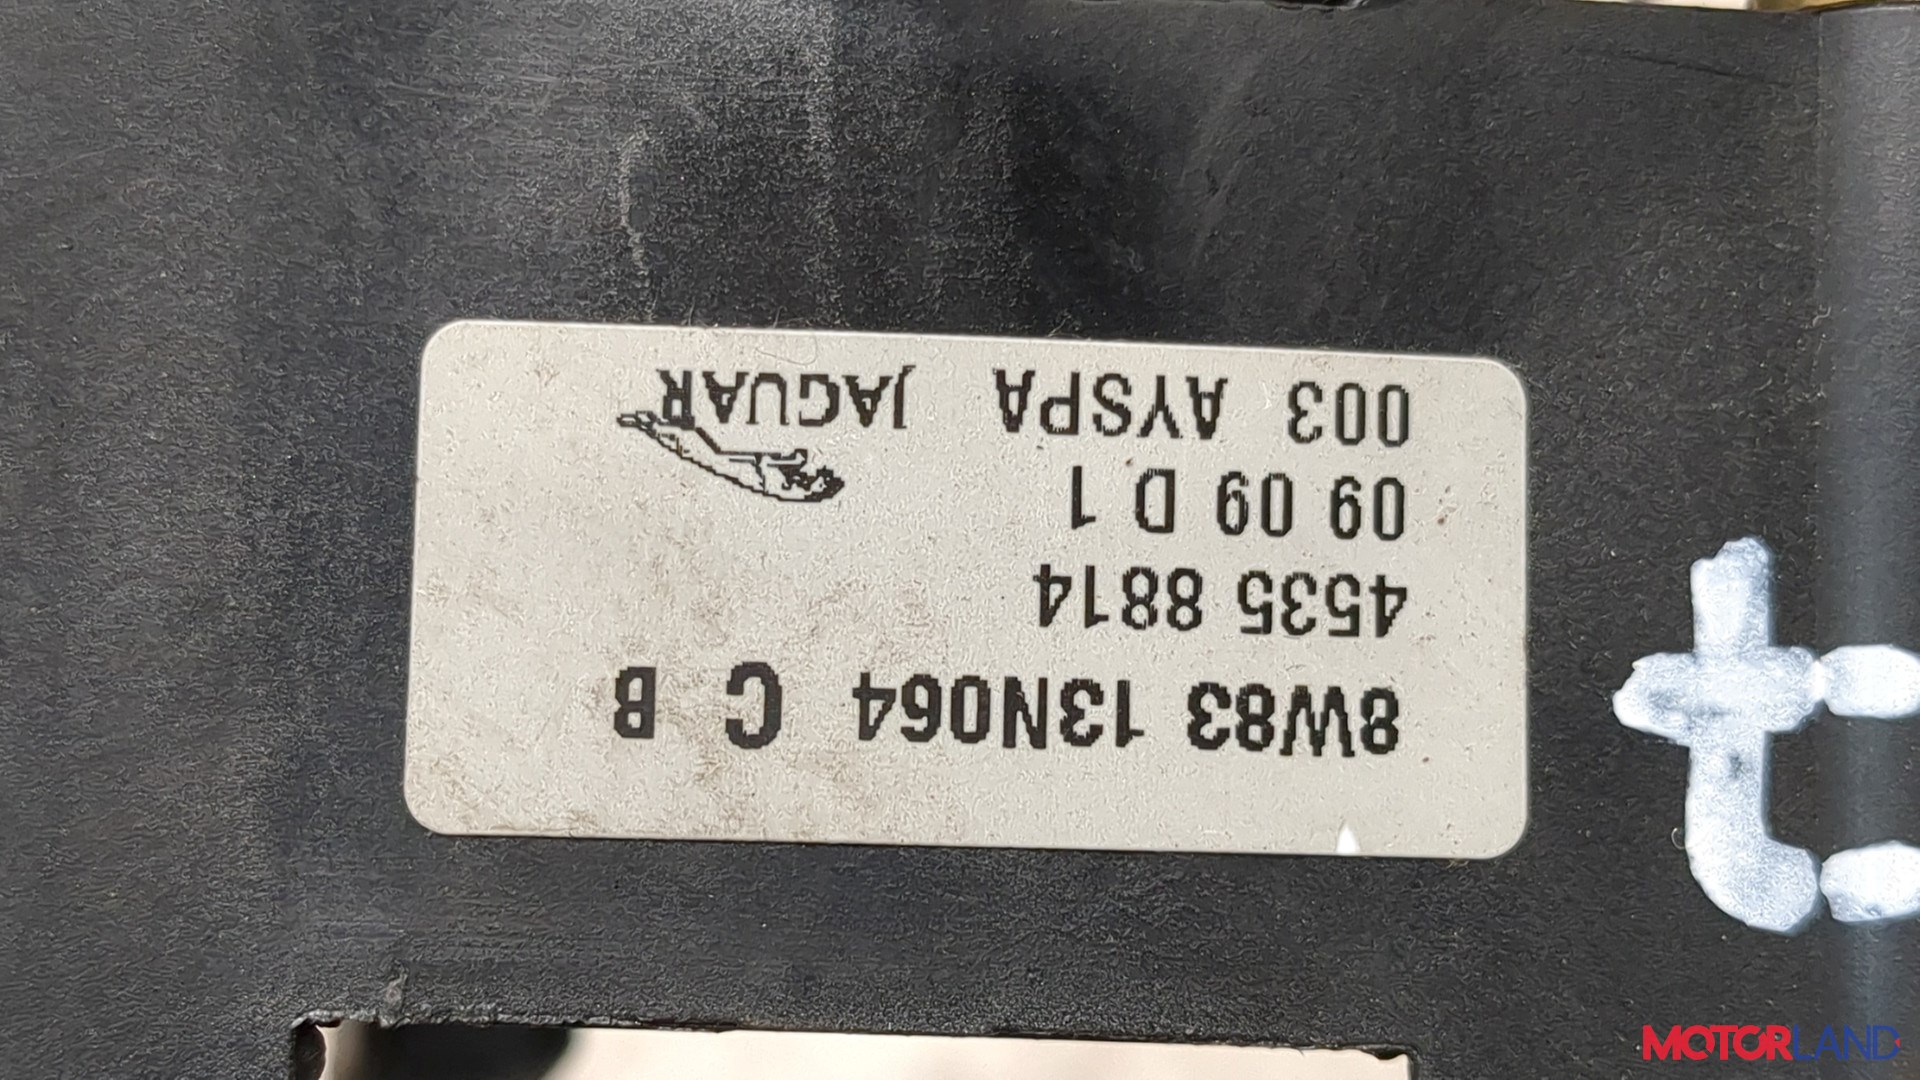 8W83 13N064 C B
4535 8814
09 09 D 1
003 AYSPA JAGUAR
t
MOTORLAND